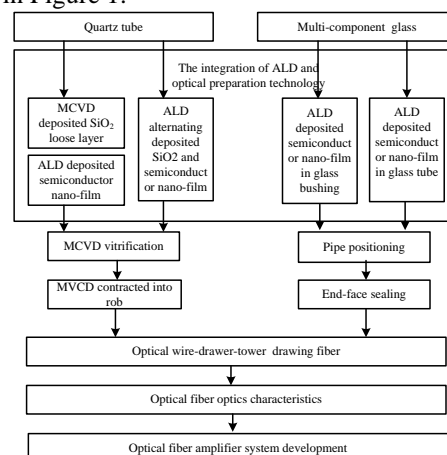 in Figure 1.
Quartz tube
Multi-component glass
The integration of ALD and
optical preparation technology
MCVD
deposited SiO2
loose layer
ALD deposited
semiconductor
nano-film
ALD
alternating
deposited
SiO2 and
semiconduct
or nano-film
ALD
deposited
semiconduct
or nano-film
in glass
bushing
ALD
deposited
semiconduct
or nano-film
in glass tube
MCVD vitrification
Pipe positioning
MVCD contracted into
rob
End-face sealing
Optical wire-drawer-tower drawing fiber
Optical fiber optics characteristics
Optical fiber amplifier system development